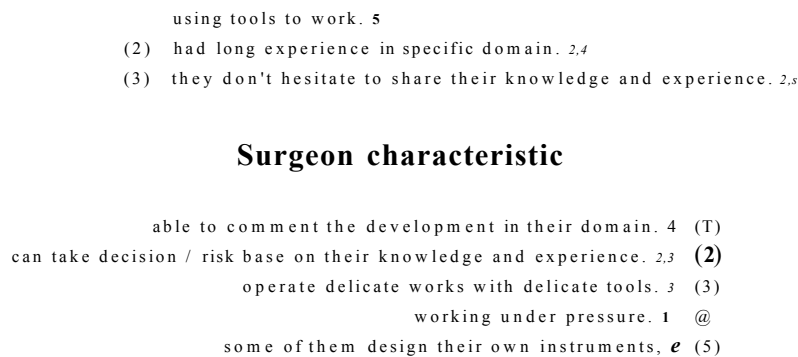 using tools to work. 5
(2) had long experience in specific domain. 2,4
(3) they don't hesitate to share their knowledge and experience. 2,s
Surgeon characteristic
able to comment the development in their domain. 4 (T)
can take decision / risk base on their knowledge and experience. 2,3 (2)
operate delicate works with delicate tools. 3 (3)
working under pressure. 1 @
some of them design their own instruments, e (5)